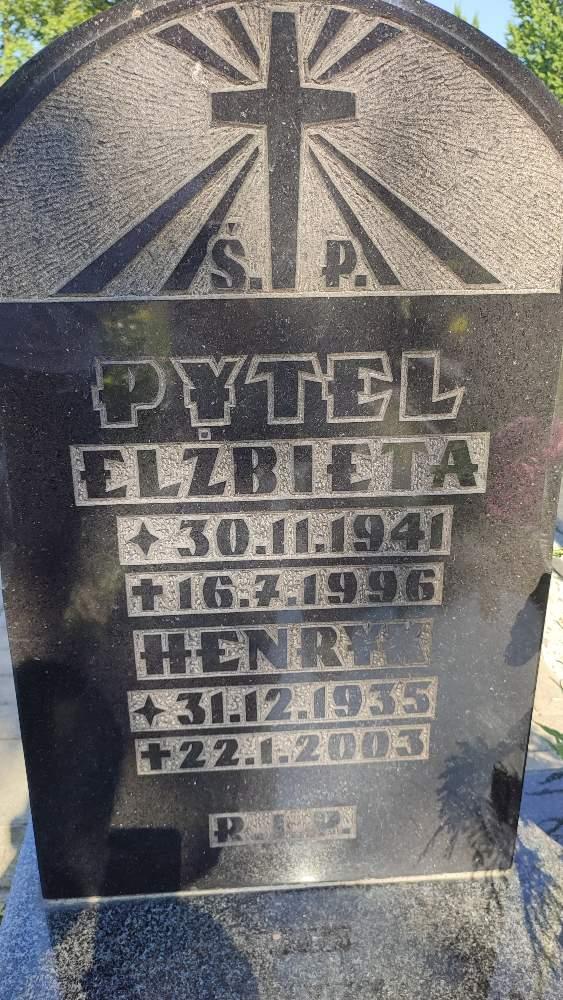 Ś. P.
PYTEL
ELŻBIETA
✦ 30.11.1941
✝ 16.7.1996
HENRYK
✦ 31.12.1935
✝ 22.1.2003
R.I.P.